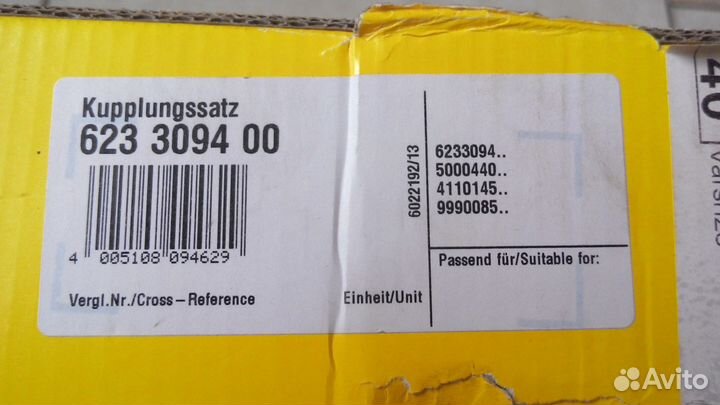 Kupplungssatz
623 3094 00
4 005108 094629
Vergl.Nr./Cross-Reference
Einheit/Unit
6022192/13
6233094..
5000440..
4110145..
9990085..
Passend für/Suitable for:
40
Avito